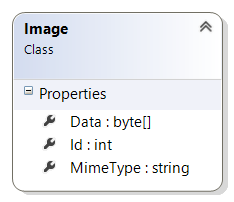 Image
Class
Properties
Data : byte[]
Id : int
MimeType : string